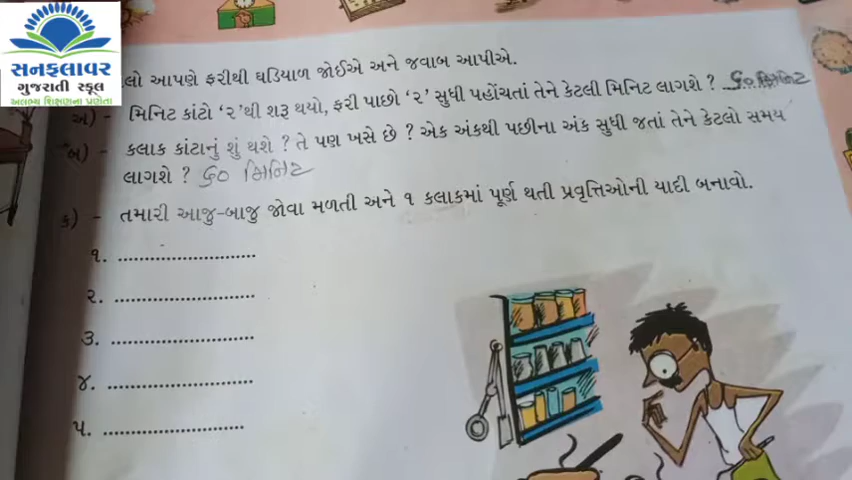 સનફલાવર
ગુજરાતી સ્કૂલ
અલભ્ય શિક્ષણના પ્રણેતા
લો આપણે ફરીથી ઘડિયાળ જોઈએ અને જવાબ આપીએ.
અ) - મિનિટ કાંટો ‘૨’થી શરૂ થયો, ફરી પાછો ‘૨’ સુધી પહોંચતાં તેને કેટલી મિનિટ લાગશે ? ૬૦ મિનિટ
બ) - કલાક કાંટાનું શું થશે ? તે પણ ખસે છે ? એક અંકથી પછીના અંક સુધી જતાં તેને કેટલો સમય
લાગશે ? ૬૦ મિનિટ
ક) - તમારી આજુ-બાજુ જોવા મળતી અને ૧ કલાકમાં પૂર્ણ થતી પ્રવૃત્તિઓની યાદી બનાવો.
૧. ..............................
૨. ..............................
૩. ..............................
૪. ..............................
૫. ..............................